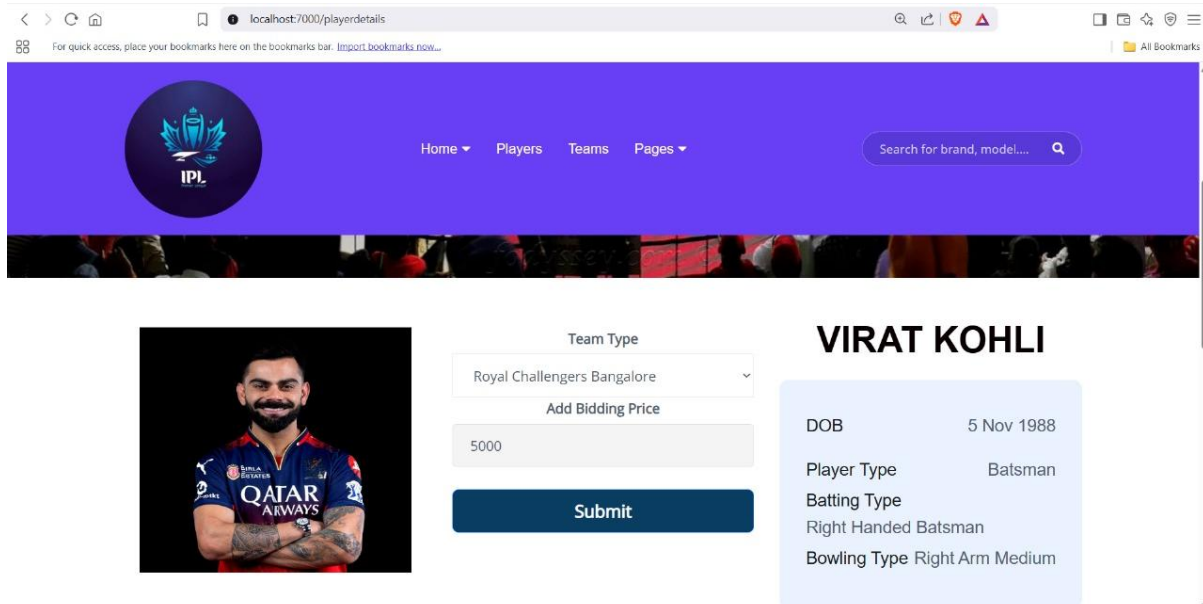 localhost:7000/playerdetails
For quick access, place your bookmarks here on the bookmarks bar. Import bookmarks now...
All Bookmarks
IPL
Home
Players
Teams
Pages
Search for brand, model....
Team Type
Royal Challengers Bangalore
Add Bidding Price
5000
Submit
BIRLA
ESTATES
QATAR
AIRWAYS
VIRAT KOHLI
DOB 5 Nov 1988
Player Type Batsman
Batting Type
Right Handed Batsman
Bowling Type Right Arm Medium